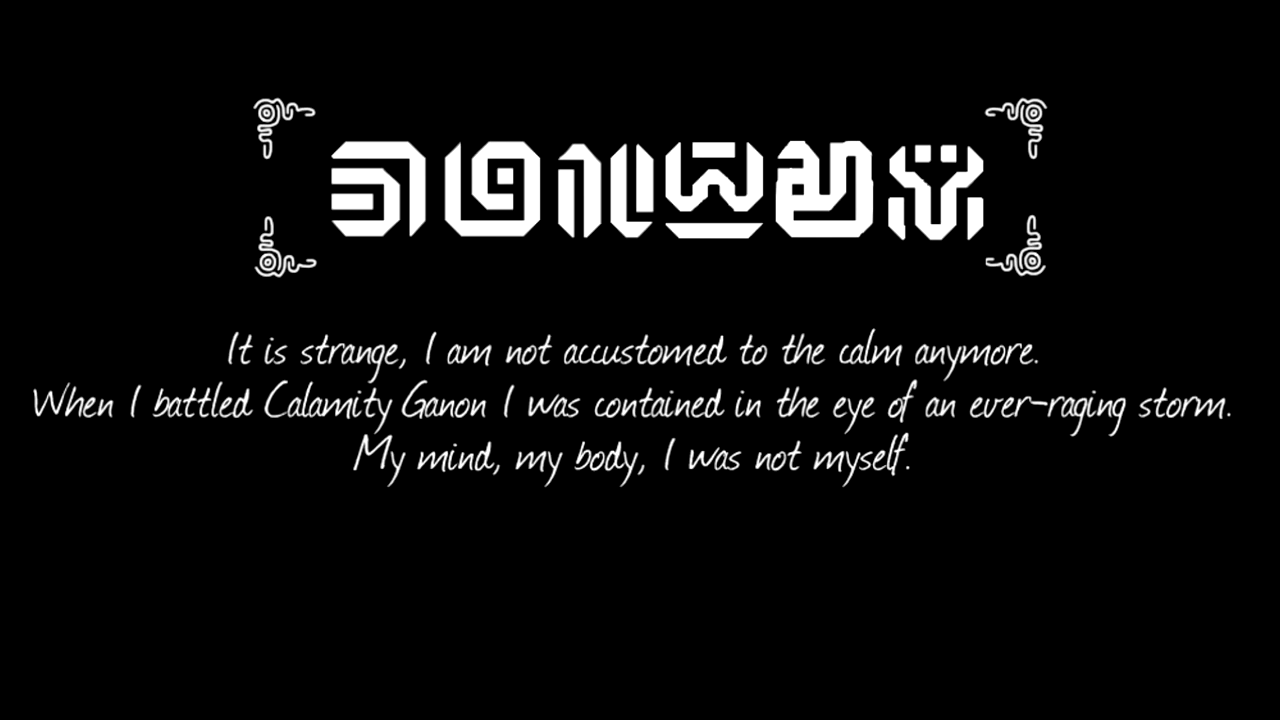 It is strange, I am not accustomed to the calm anymore.
When I battled Calamity Ganon I was contained in the eye of an ever-raging storm.
My mind, my body, I was not myself.